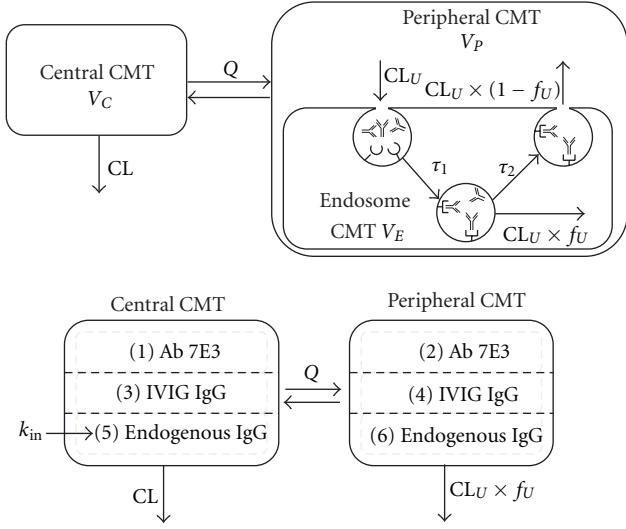 Peripheral CMT
V_P
Central CMT
V_C
Q
CL_U
CL_U × (1 − f_U)
CL
τ_1
τ_2
Endosome
CMT V_E
CL_U × f_U
Central CMT
Peripheral CMT
(1) Ab 7E3
(2) Ab 7E3
Q
(3) IVIG IgG
(4) IVIG IgG
k_in
(5) Endogenous IgG
(6) Endogenous IgG
CL
CL_U × f_U